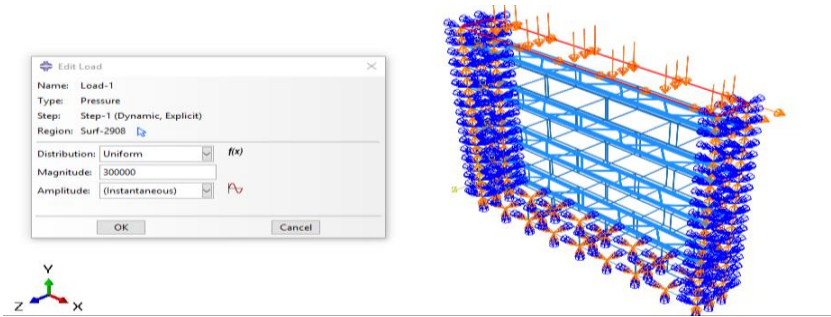 Edit Load
Name: Load-1
Type: Pressure
Step: Step-1 (Dynamic, Explicit)
Region: Surf-2908
Distribution: Uniform f(x)
Magnitude: 300000
Amplitude: (Instantaneous)
OK Cancel
Y
Z X